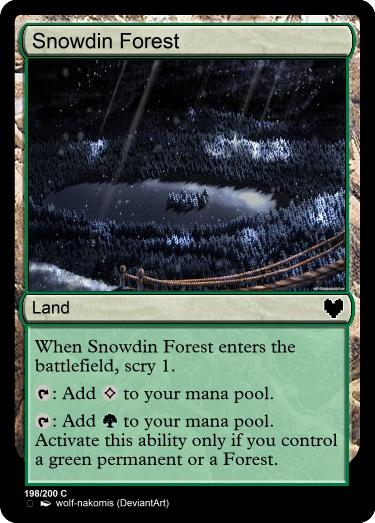 Snowdin Forest
Land
When Snowdin Forest enters the
battlefield, scry 1.
: Add to your mana pool.
: Add to your mana pool.
Activate this ability only if you control
a green permanent or a Forest.
198/200 C
wolf-nakomis (DeviantArt)